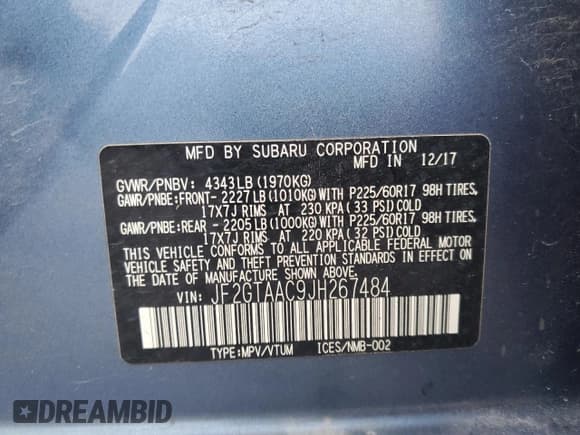 MFD BY SUBARU CORPORATION
MFD IN 12/17
GVWR/PNBV: 4343LB(1970KG)
GAWR/PNBE:FRONT-2227LB(1010KG)WITH P225/60R17 98H TIRES,
17X7J RIMS AT 230 KPA(33 PSI)COLD
GAWR/PNBE:REAR -2205LB(1000KG)WITH P225/60R17 98H TIRES,
17X7J RIMS AT 220 KPA(32 PSI)COLD
THIS VEHICLE CONFORMS TO ALL APPLICABLE FEDERAL MOTOR
VEHICLE SAFETY, BUMPER, AND THEFT PREVENTION STANDARDS
IN EFFECT ON THE DATE OF MANUFACTURE SHOWN ABOVE.
VIN: JF2GTAAC9JH267484
TYPE:MPV/VTUM ICES/NMB-002
DREAMBID